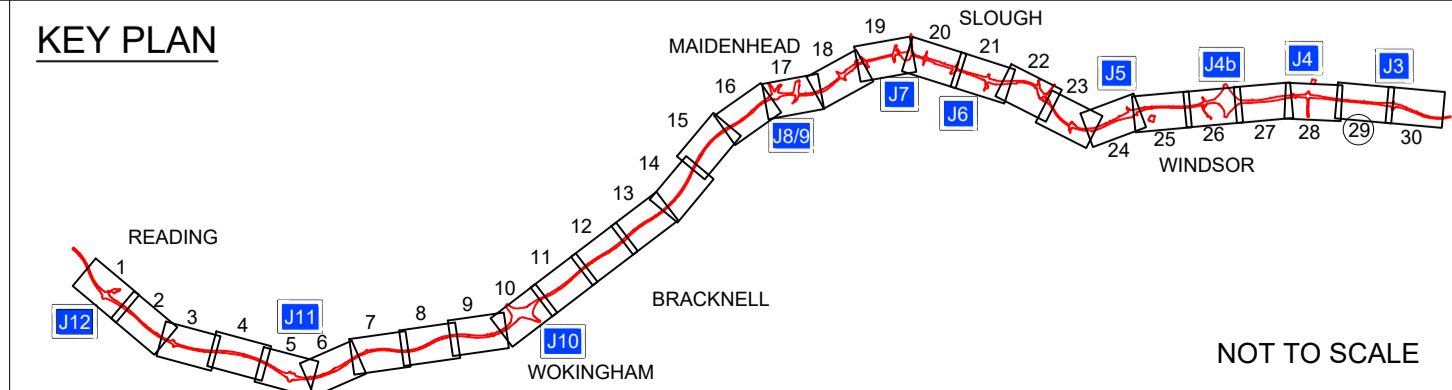 KEY PLAN
READING
1
2
J12
3
4
J11
5
6
7
8
9
10
J10
WOKINGHAM
11
12
13
BRACKNELL
14
15
16
MAIDENHEAD
17
J8/9
18
19
J7
SLOUGH
20
J6
21
22
23
J5
24
25
J4b
26
WINDSOR
27
J4
28
29
J3
30
NOT TO SCALE